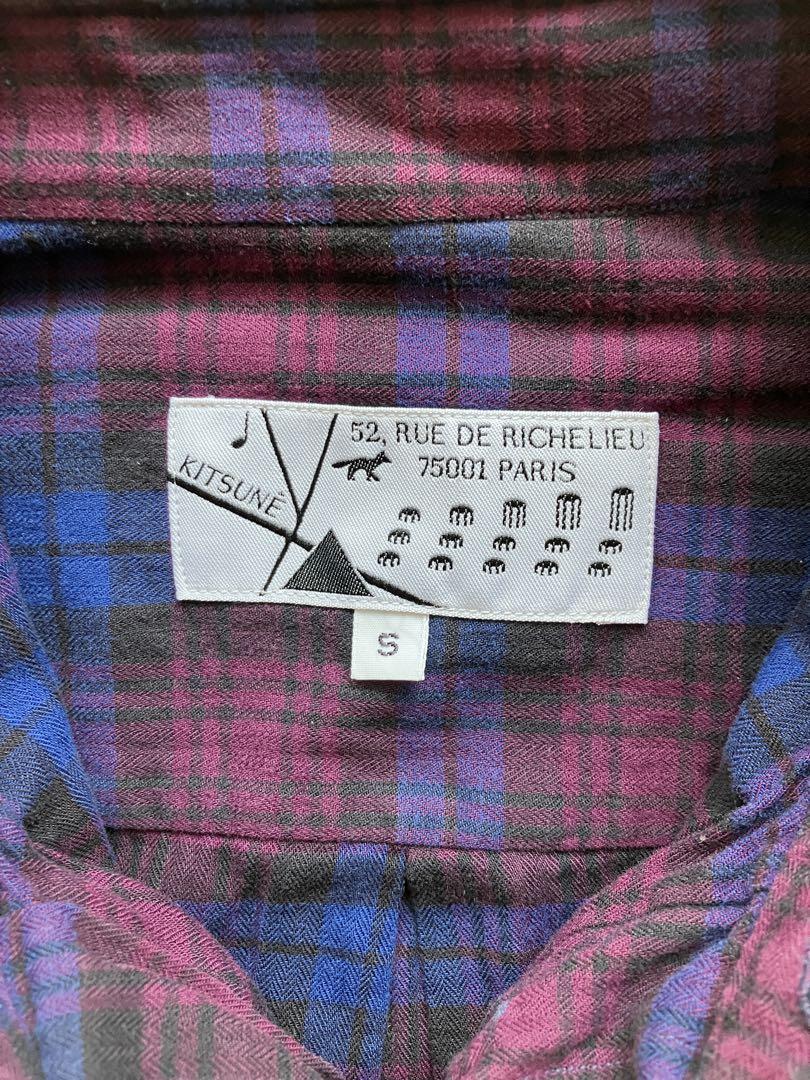 52, RUE DE RICHELIEU
75001 PARIS
KITSUNÉ
S